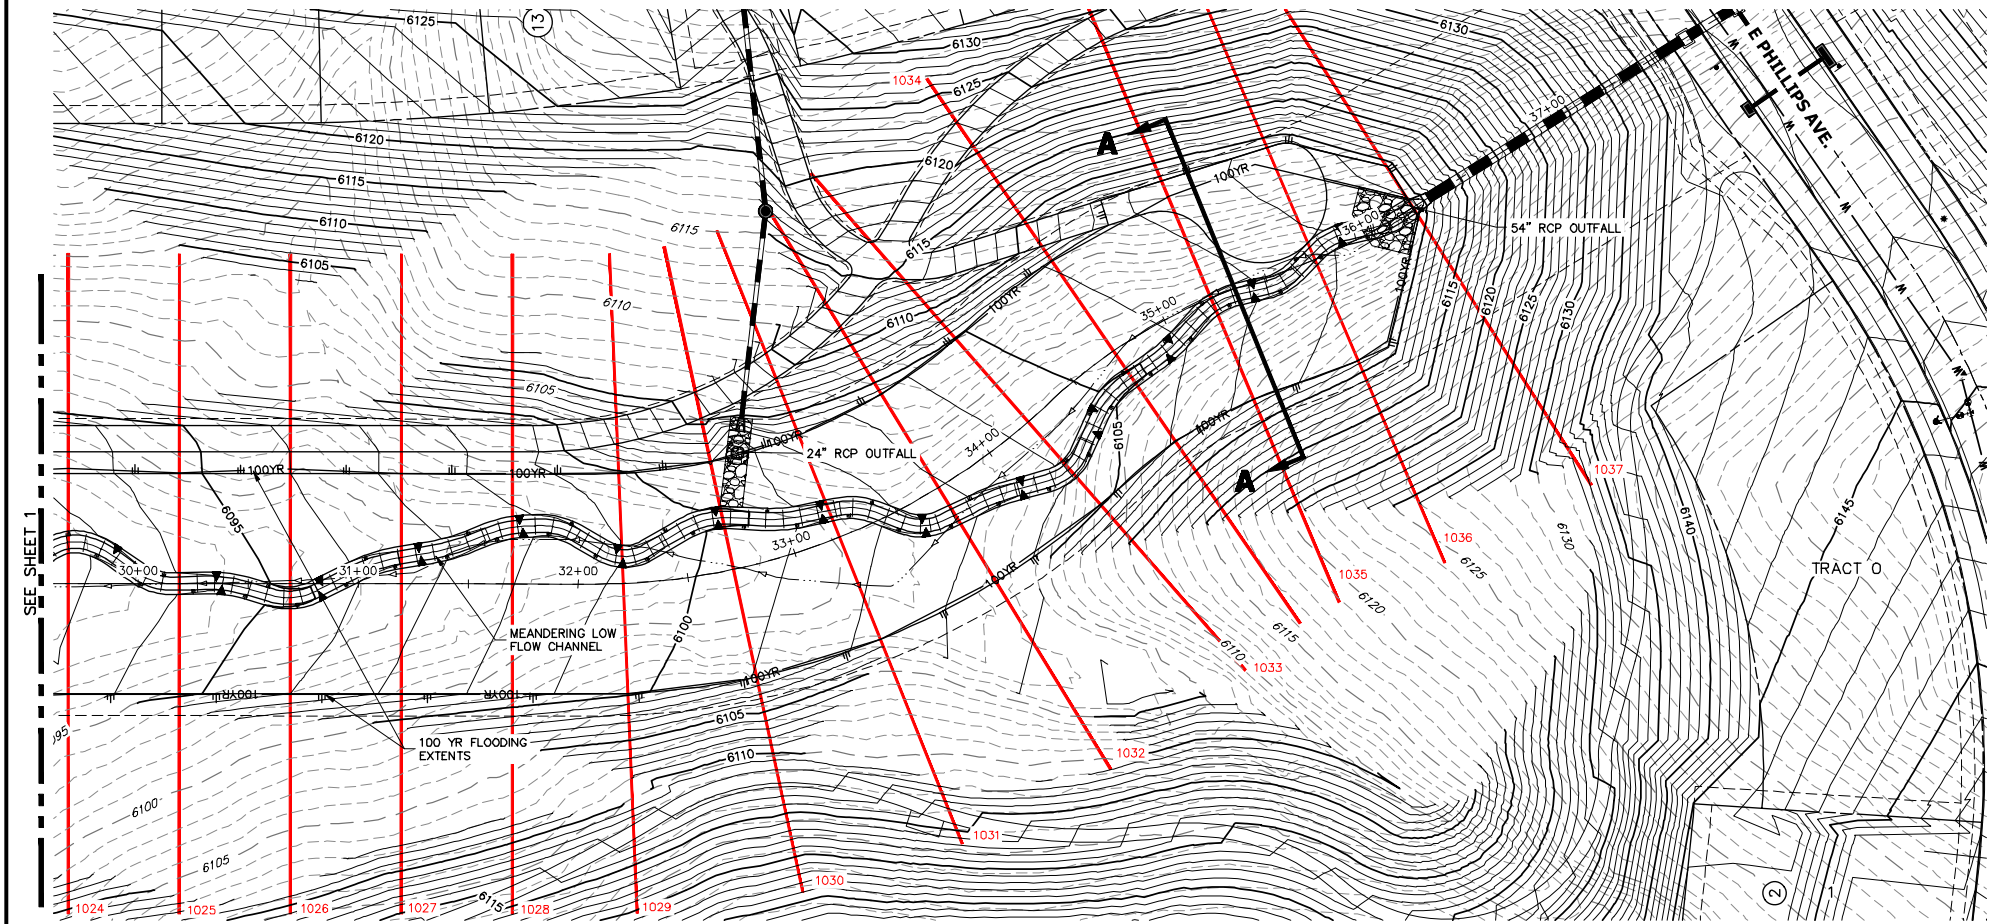 6125
13
6130
6130
E PHILLIPS AVE.
W
W
W
W
W
W
1034
6125
37+00
6120
A
6120
6115
100YR
6110
6115
36+00
54" RCP OUTFALL
6115
6105
100YR
6115
6120
6125
6130
6110
100YR
35+00
6110
6105
100YR
100YR
6105
34+00
24" RCP OUTFALL
100YR
100YR
A
1037
SEE SHEET 1
6095
33+00
6140
6145
6130
1036
6125
30+00
31+00
32+00
100YR
1035
TRACT O
6120
MEANDERING LOW
FLOW CHANNEL
6100
6115
6110
1033
100YR
100YR
100YR
6105
95
100 YR FLOODING
EXTENTS
6110
1032
6100
1031
6105
1030
6115
2
1
1024
1025
1026
1027
1028
1029